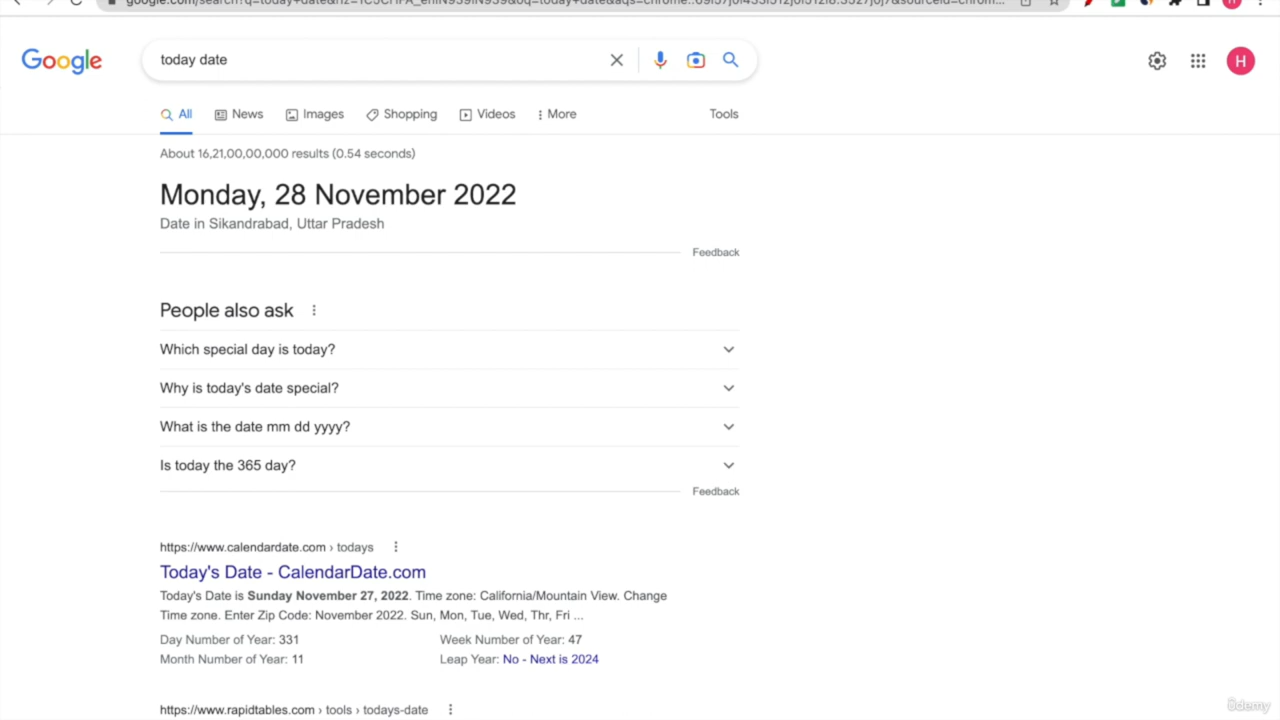 Google
today date
H
All
News
Images
Shopping
Videos
More
Tools
About 16,21,00,00,000 results (0.54 seconds)
Monday, 28 November 2022
Date in Sikandrabad, Uttar Pradesh
Feedback
People also ask
Which special day is today?
Why is today's date special?
What is the date mm dd yyyy?
Is today the 365 day?
Feedback
https://www.calendardate.com › todays
Today's Date - CalendarDate.com
Today's Date is Sunday November 27, 2022. Time zone: California/Mountain View. Change
Time zone. Enter Zip Code: November 2022. Sun, Mon, Tue, Wed, Thr, Fri ...
Day Number of Year: 331
Week Number of Year: 47
Month Number of Year: 11
Leap Year: No - Next is 2024
https://www.rapidtables.com › tools › todays-date
ûdemy